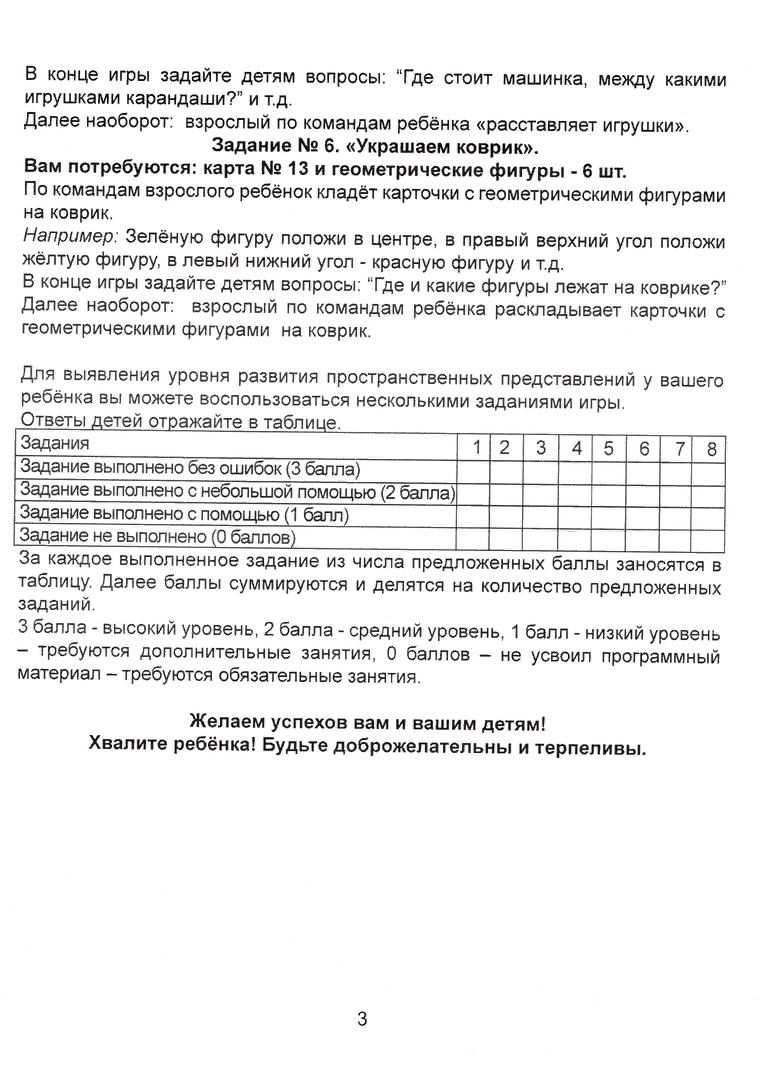 В конце игры задайте детям вопросы: “Где стоит машинка, между какими
игрушками карандаши?” и т.д.
Далее наоборот: взрослый по командам ребёнка «расставляет игрушки».
Задание № 6. «Украшаем коврик».
Вам потребуются: карта № 13 и геометрические фигуры - 6 шт.
По командам взрослого ребёнок кладёт карточки с геометрическими фигурами
на коврик.
Например: Зелёную фигуру положи в центре, в правый верхний угол положи
жёлтую фигуру, в левый нижний угол - красную фигуру и т.д.
В конце игры задайте детям вопросы: “Где и какие фигуры лежат на коврике?”
Далее наоборот: взрослый по командам ребёнка раскладывает карточки с
геометрическими фигурами на коврик.
Для выявления уровня развития пространственных представлений у вашего
ребёнка вы можете воспользоваться несколькими заданиями игры.
Ответы детей отражайте в таблице.
Задания 1 2 3 4 5 6 7 8
Задание выполнено без ошибок (3 балла)
Задание выполнено с небольшой помощью (2 балла)
Задание выполнено с помощью (1 балл)
Задание не выполнено (0 баллов)
За каждое выполненное задание из числа предложенных баллы заносятся в
таблицу. Далее баллы суммируются и делятся на количество предложенных
заданий.
3 балла - высокий уровень, 2 балла - средний уровень, 1 балл - низкий уровень
– требуются дополнительные занятия, 0 баллов – не усвоил программный
материал – требуются обязательные занятия.
Желаем успехов вам и вашим детям!
Хвалите ребёнка! Будьте доброжелательны и терпеливы.
3